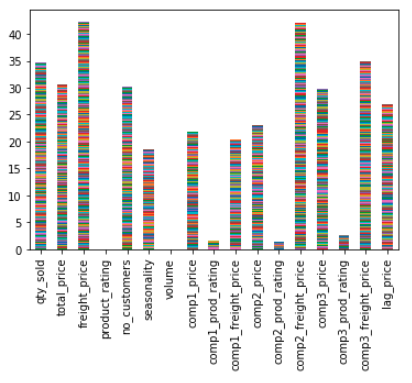 40
35
30
25
20
15
10
5
0
qty_sold
total_price
freight_price
product_rating
no_customers
seasonality
volume
comp1_price
comp1_prod_rating
comp1_freight_price
comp2_price
comp2_prod_rating
comp2_freight_price
comp3_price
comp3_prod_rating
comp3_freight_price
lag_price